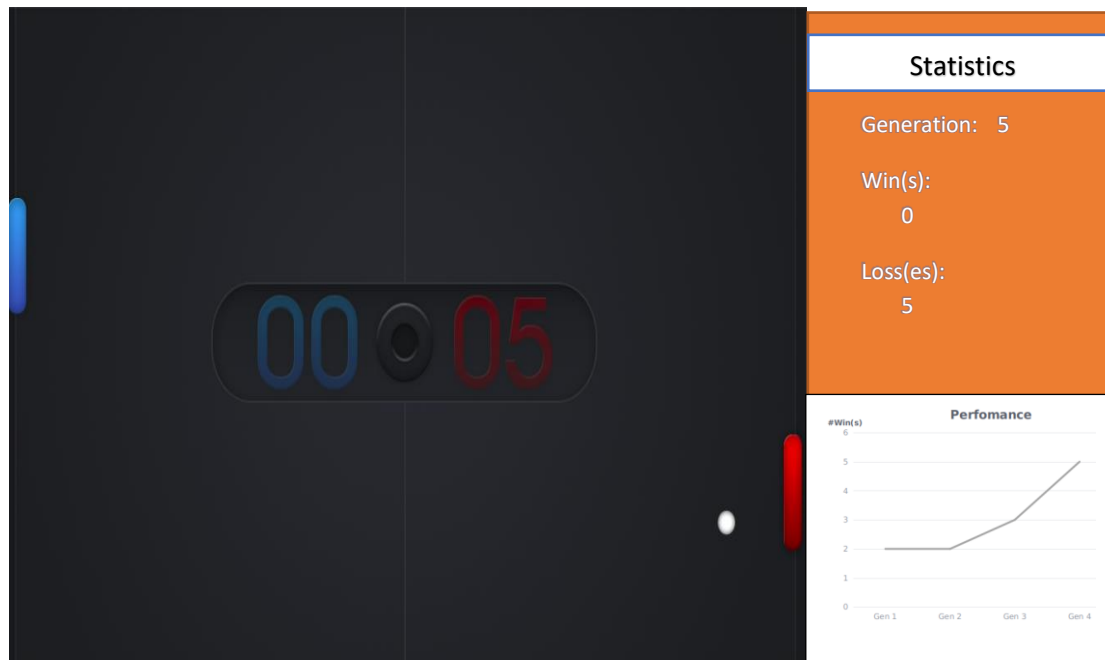 Statistics
Generation: 5
Win(s):
0
Loss(es):
5
00 05
Perfomance
#Win(s)
6
5
4
3
2
1
0
Gen 1 Gen 2 Gen 3 Gen 4